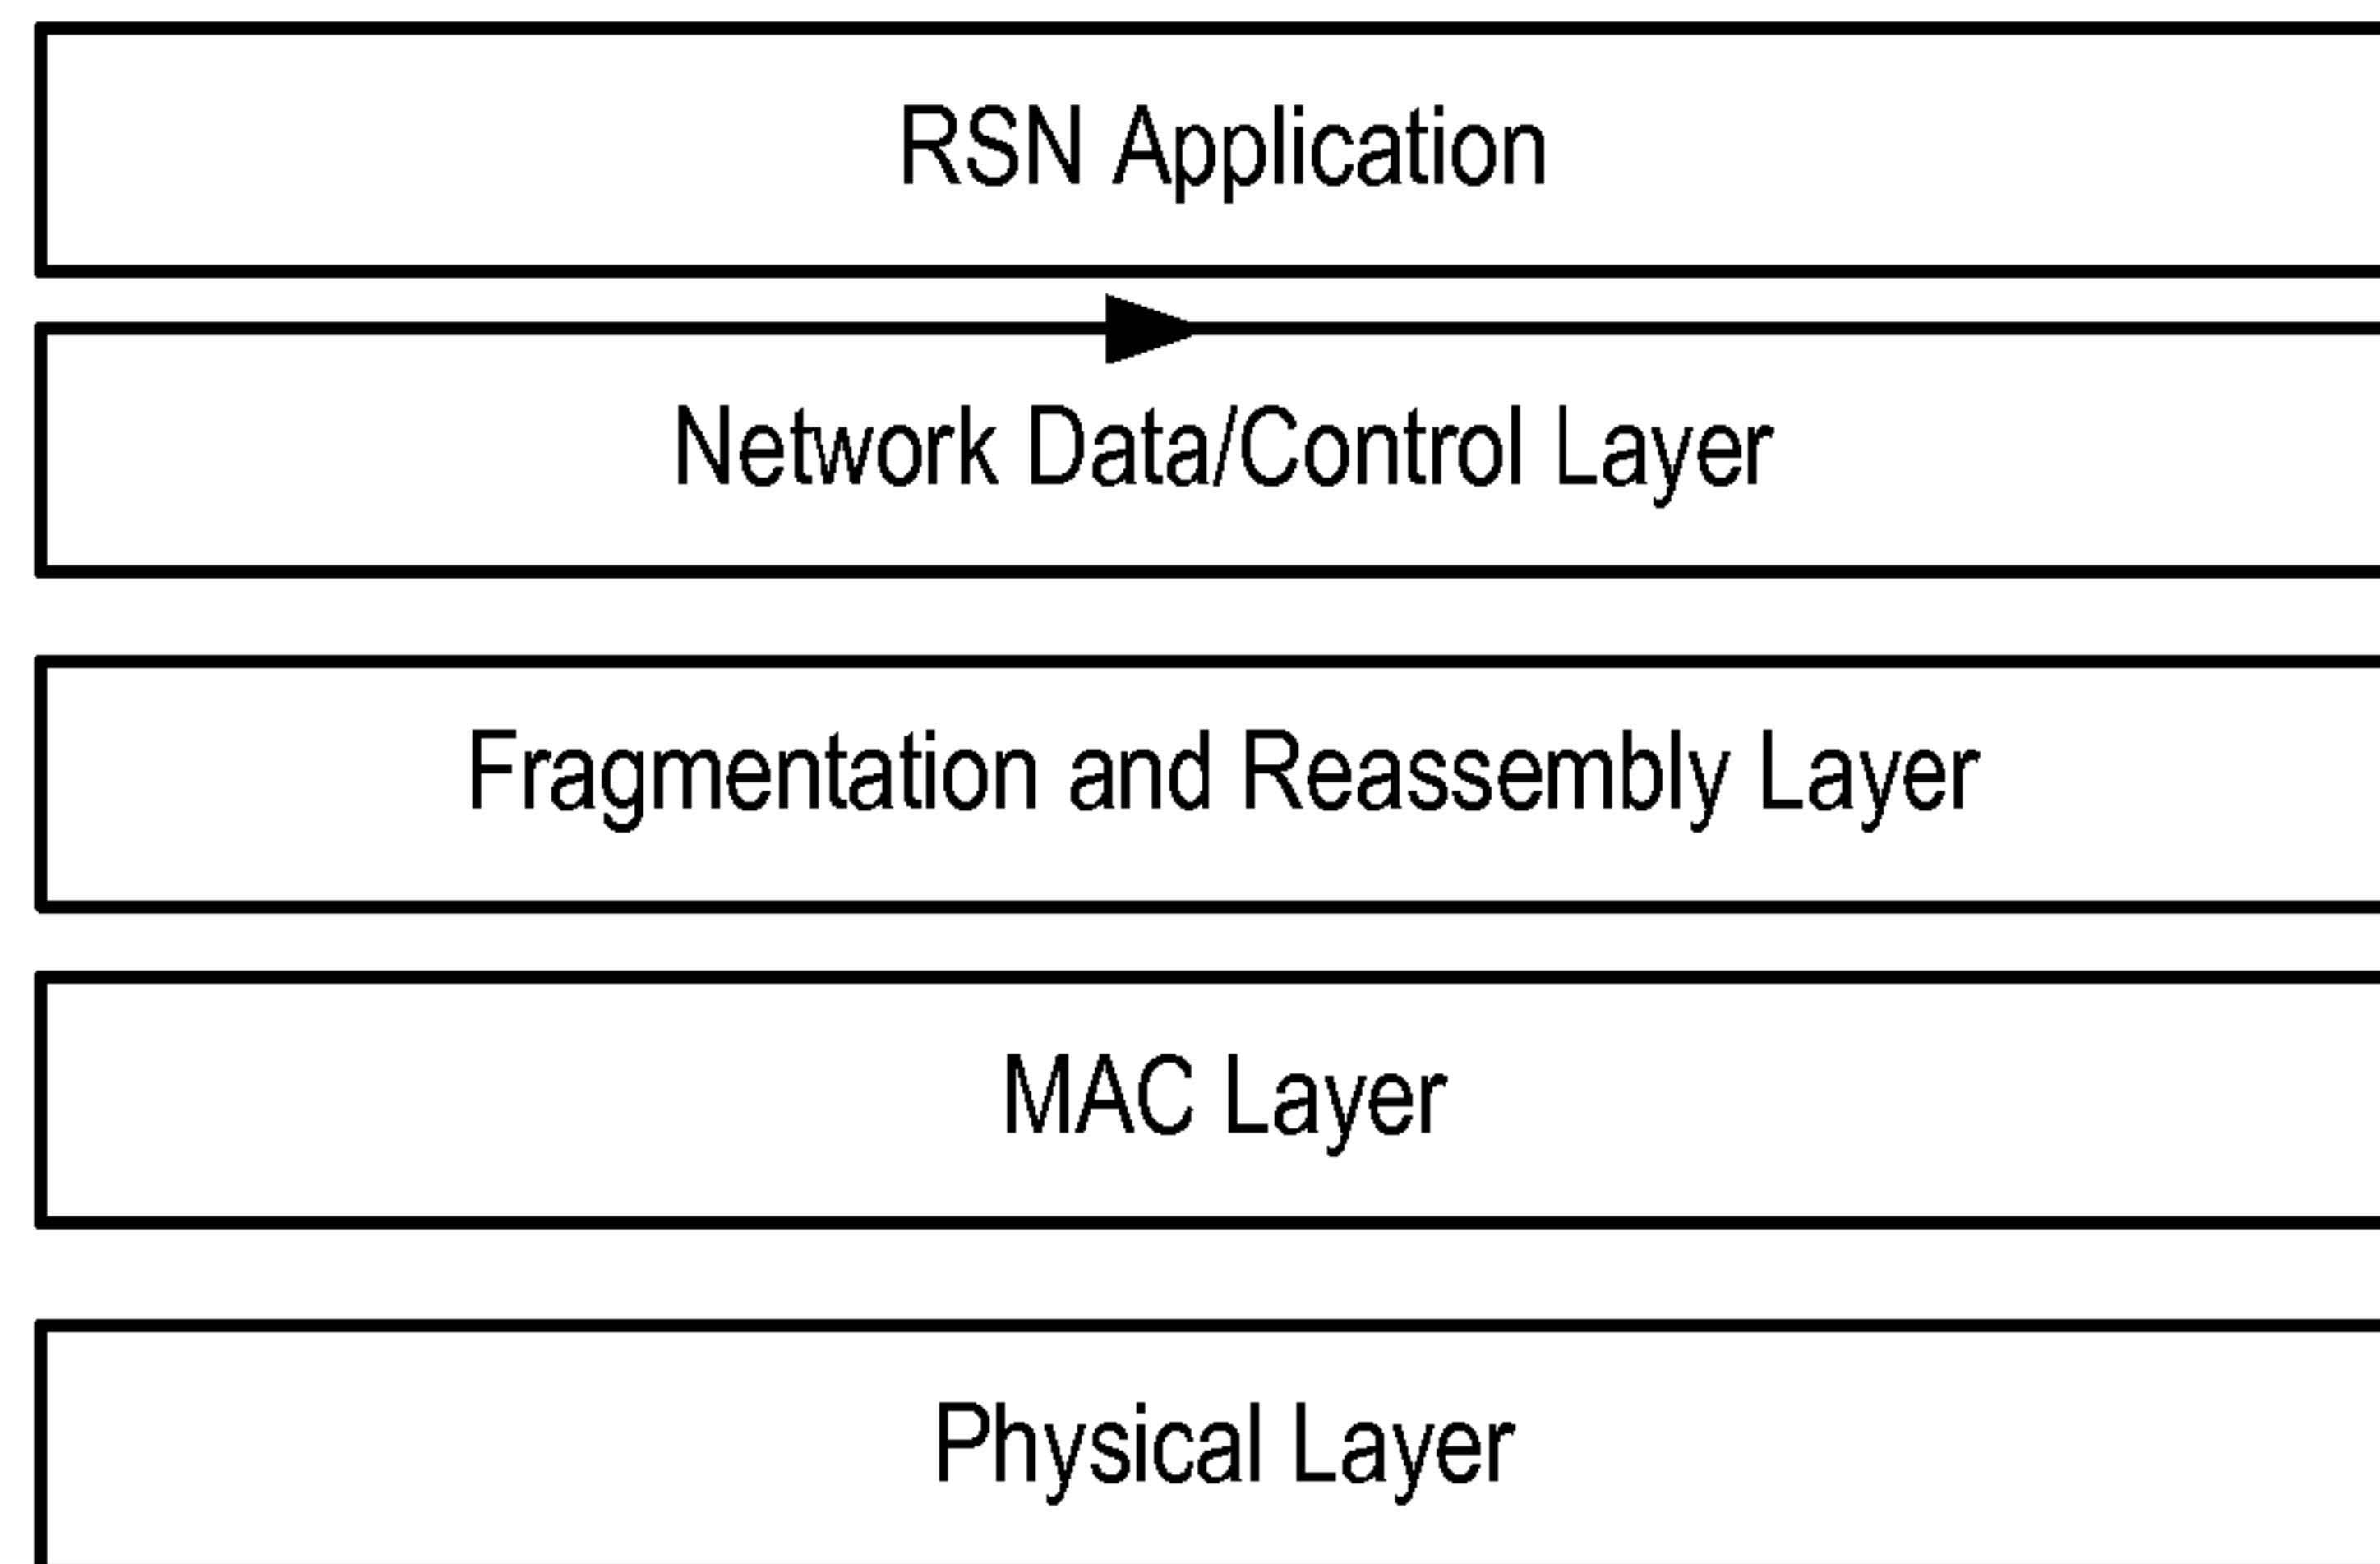 RSN Application
Network Data/Control Layer
Fragmentation and Reassembly Layer
MAC Layer
Physical Layer